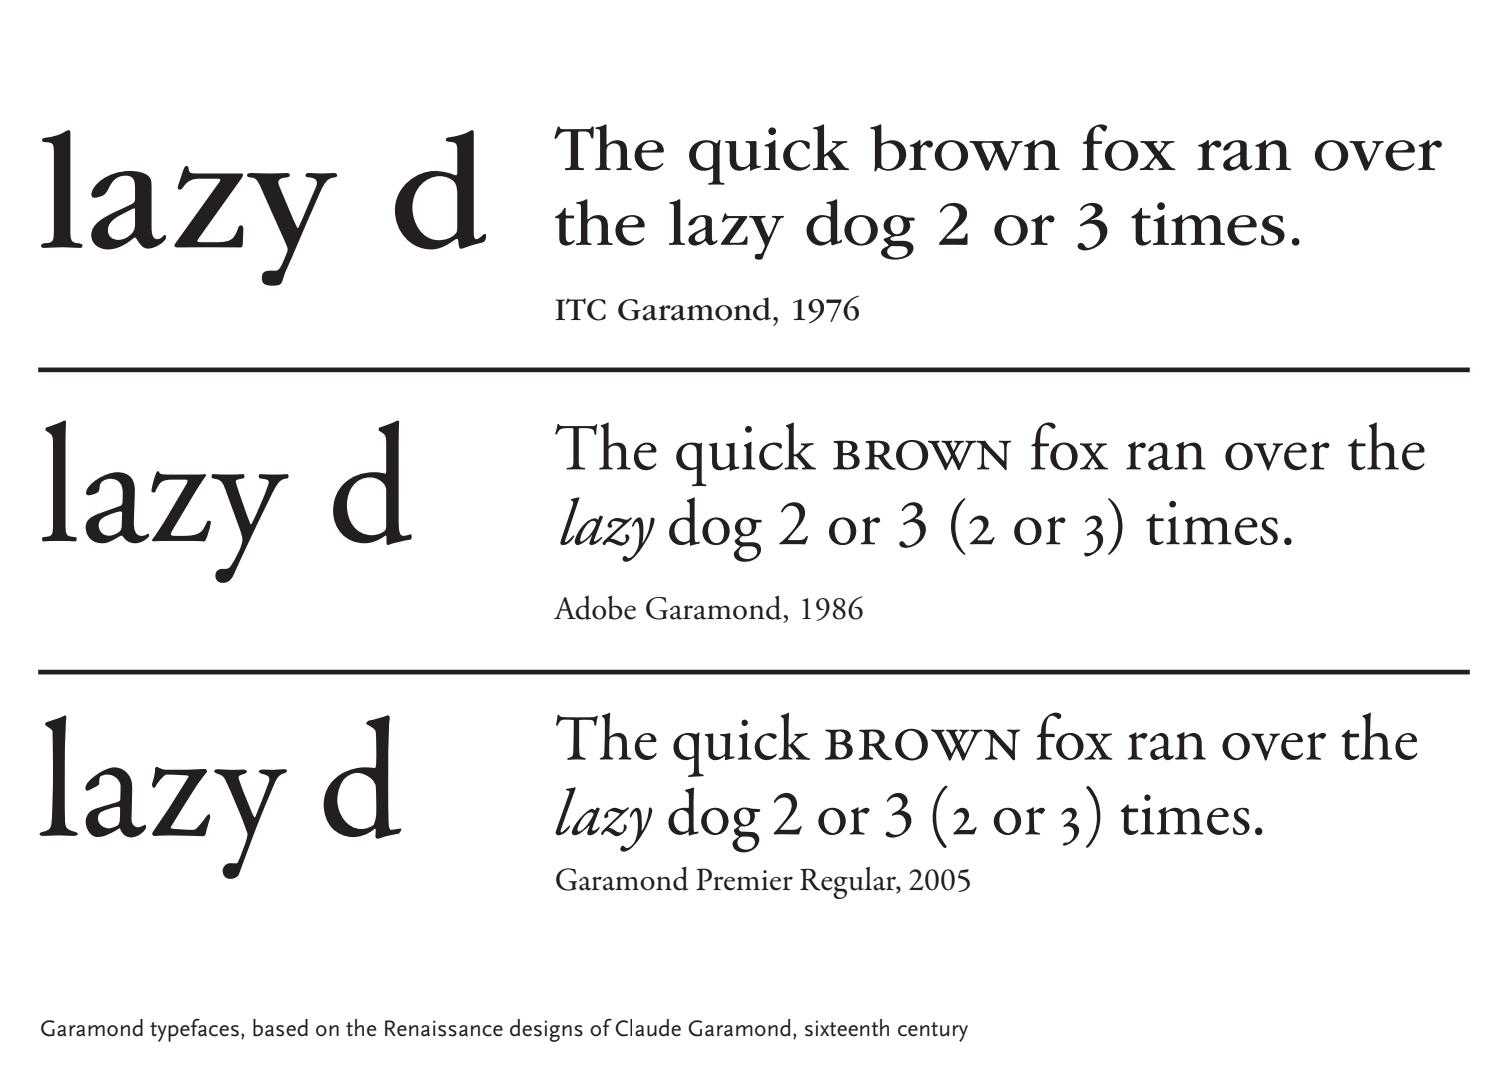 lazy d
The quick brown fox ran over
the lazy dog 2 or 3 times.
ITC Garamond, 1976
lazy d
The quick BROWN fox ran over the
lazy dog 2 or 3 (2 or 3) times.
Adobe Garamond, 1986
lazy d
The quick BROWN fox ran over the
lazy dog 2 or 3 (2 or 3) times.
Garamond Premier Regular, 2005
Garamond typefaces, based on the Renaissance designs of Claude Garamond, sixteenth century